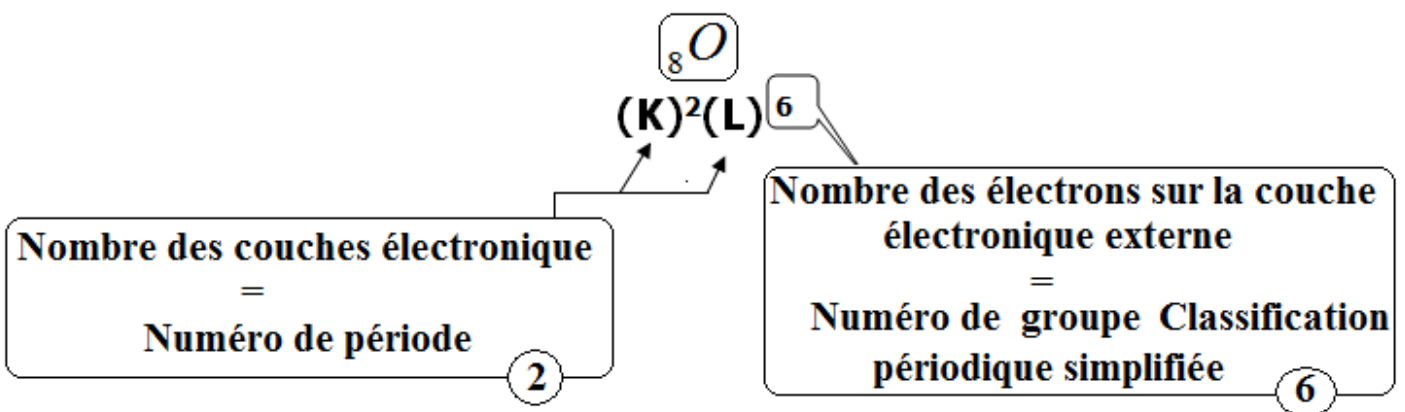 ₈O
(K)²(L)⁶
Nombre des couches électronique
=
Numéro de période
2
Nombre des électrons sur la couche
électronique externe
=
Numéro de groupe Classification
périodique simplifiée
6